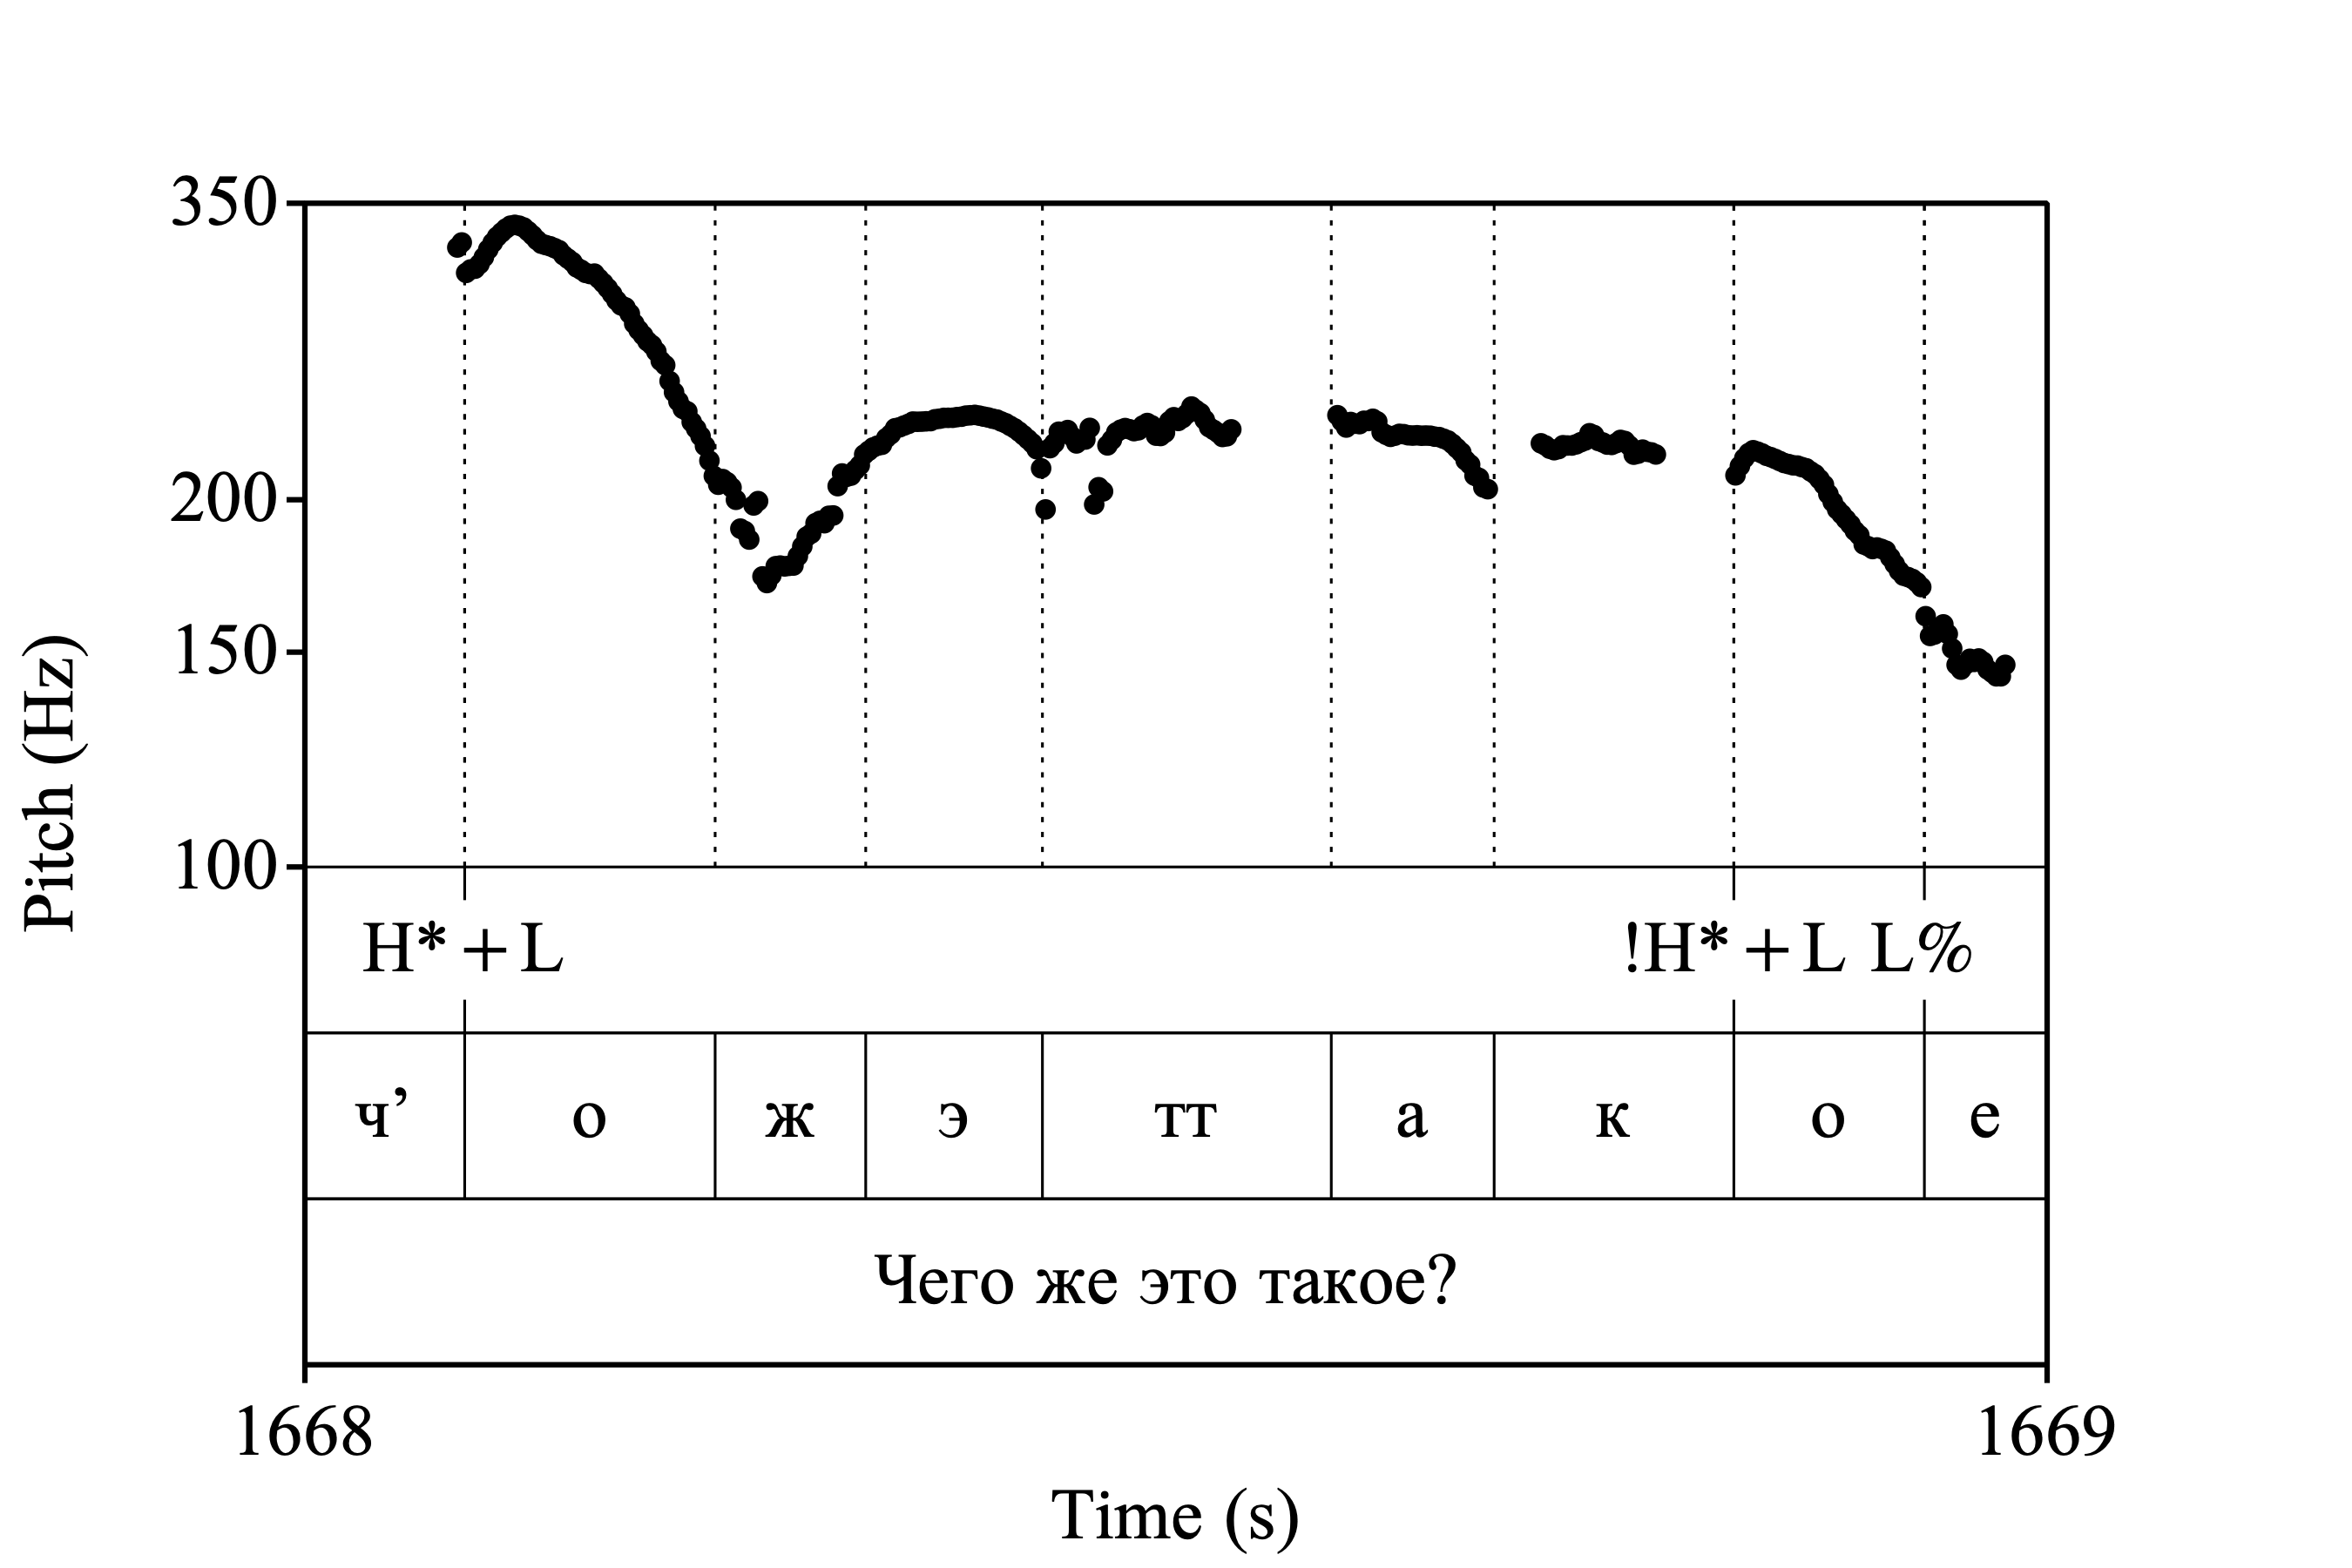 350
200
150
100
Pitch (Hz)
H*+L !H*+L L%
ч’ о ж э тт а к о е
Чего же это такое?
1668 1669
Time (s)